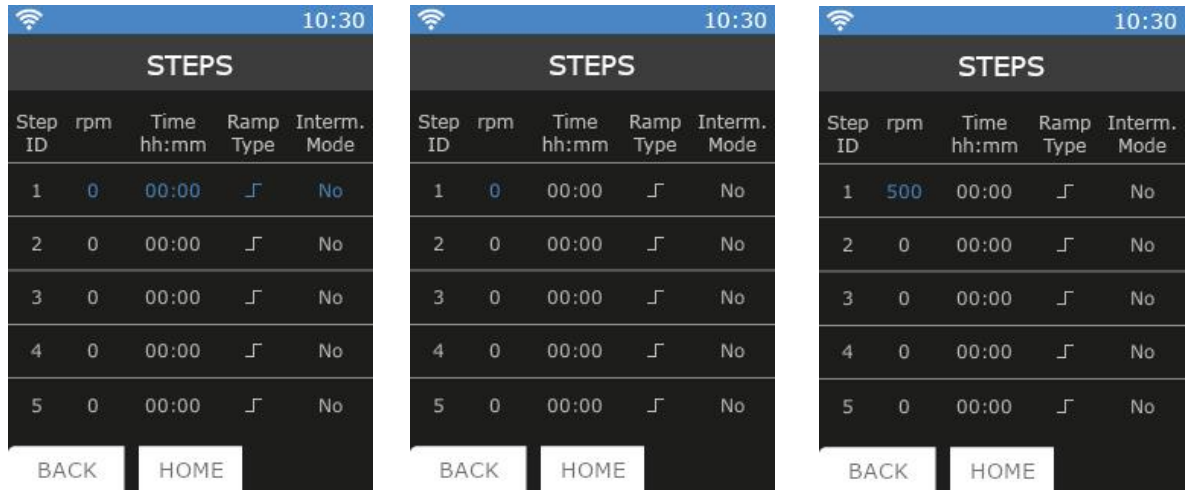 10:30
STEPS
Step ID rpm Time hh:mm Ramp Type Interm. Mode
1 0 00:00 No
2 0 00:00 No
3 0 00:00 No
4 0 00:00 No
5 0 00:00 No
BACK HOME
10:30
STEPS
Step ID rpm Time hh:mm Ramp Type Interm. Mode
1 0 00:00 No
2 0 00:00 No
3 0 00:00 No
4 0 00:00 No
5 0 00:00 No
BACK HOME
10:30
STEPS
Step ID rpm Time hh:mm Ramp Type Interm. Mode
1 500 00:00 No
2 0 00:00 No
3 0 00:00 No
4 0 00:00 No
5 0 00:00 No
BACK HOME